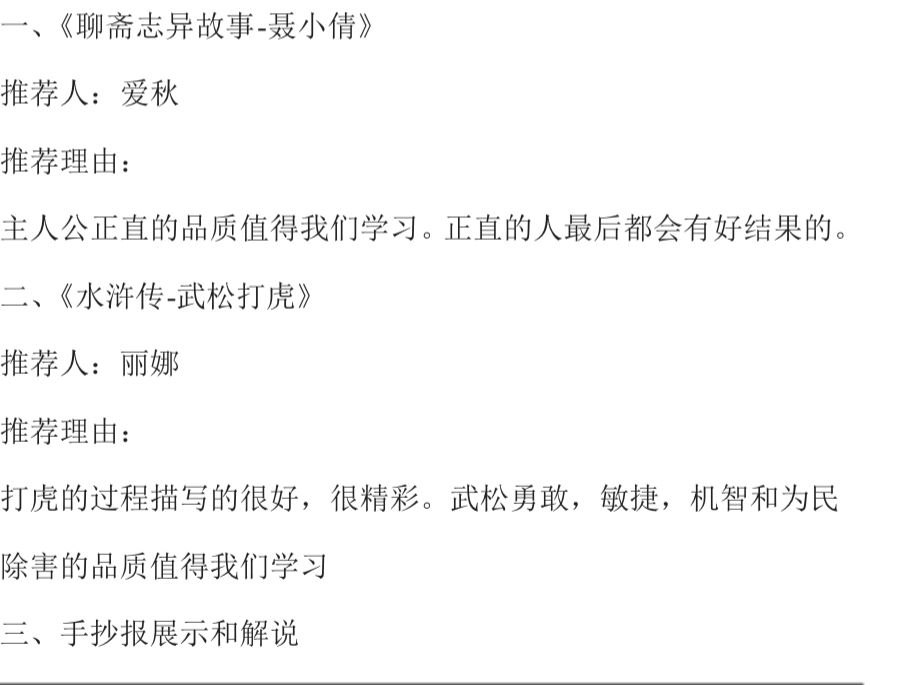 一、《聊斋志异故事-聂小倩》
推荐人：爱秋
推荐理由：
主人公正直的品质值得我们学习。正直的人最后都会有好结果的。
二、《水浒传-武松打虎》
推荐人：丽娜
推荐理由：
打虎的过程描写的很好，很精彩。武松勇敢，敏捷，机智和为民
除害的品质值得我们学习
三、手抄报展示和解说